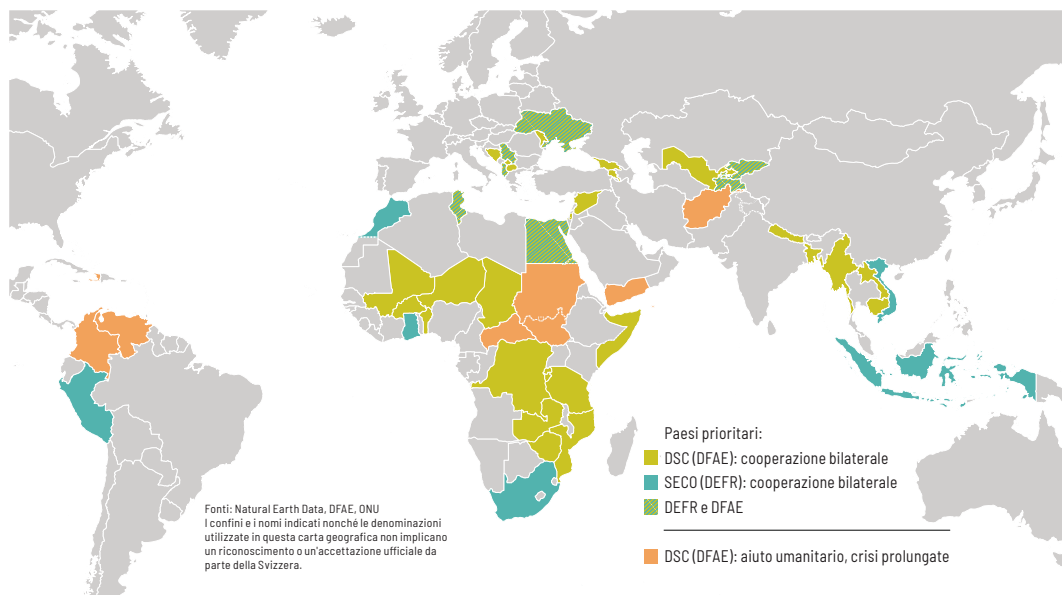 Paesi prioritari:
DSC (DFAE): cooperazione bilaterale
SECO (DEFR): cooperazione bilaterale
DEFR e DFAE
DSC (DFAE): aiuto umanitario, crisi prolungate
Fonti: Natural Earth Data, DFAE, ONU
I confini e i nomi indicati nonché le denominazioni
utilizzate in questa carta geografica non implicano
un riconoscimento o un'accettazione ufficiale da
parte della Svizzera.